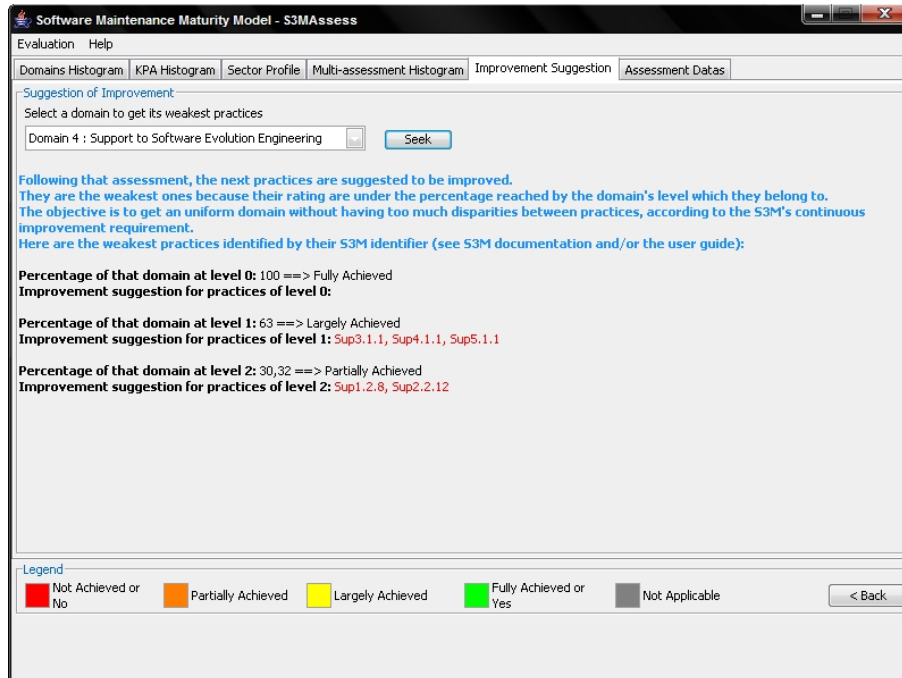 Software Maintenance Maturity Model - S3MAssess
Evaluation Help
Domains Histogram KPA Histogram Sector Profile Multi-assessment Histogram Improvement Suggestion Assessment Datas
Suggestion of Improvement
Select a domain to get its weakest practices
Domain 4 : Support to Software Evolution Engineering Seek
Following that assessment, the next practices are suggested to be improved.
They are the weakest ones because their rating are under the percentage reached by the domain's level which they belong to.
The objective is to get an uniform domain without having too much disparities between practices, according to the S3M's continuous
improvement requirement.
Here are the weakest practices identified by their S3M identifier (see S3M documentation and/or the user guide):
Percentage of that domain at level 0: 100 ==> Fully Achieved
Improvement suggestion for practices of level 0:
Percentage of that domain at level 1: 63 ==> Largely Achieved
Improvement suggestion for practices of level 1: Sup3.1.1, Sup4.1.1, Sup5.1.1
Percentage of that domain at level 2: 30,32 ==> Partially Achieved
Improvement suggestion for practices of level 2: Sup1.2.8, Sup2.2.12
Legend
Not Achieved or
No
Partially Achieved
Largely Achieved
Fully Achieved or
Yes
Not Applicable
< Back